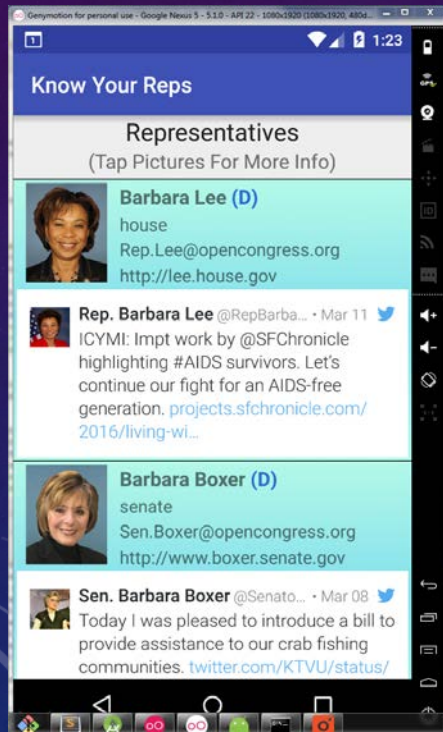 Genymotion for personal use - Google Nexus 5 - 5.1.0 - API 22 - 1080x1920 (1080x1920, 480d...
1
1:23
Know Your Reps
Representatives
(Tap Pictures For More Info)
Barbara Lee (D)
house
Rep.Lee@opencongress.org
http://lee.house.gov
Rep. Barbara Lee @RepBarba... • Mar 11
ICYMI: Impt work by @SFChronicle
highlighting #AIDS survivors. Let's
continue our fight for an AIDS-free
generation. projects.sfchronicle.com/
2016/living-wi...
Barbara Boxer (D)
senate
Sen.Boxer@opencongress.org
http://www.boxer.senate.gov
Sen. Barbara Boxer @Senato... • Mar 08
Today I was pleased to introduce a bill to
provide assistance to our crab fishing
communities. twitter.com/KTVU/status/
GPS
ID